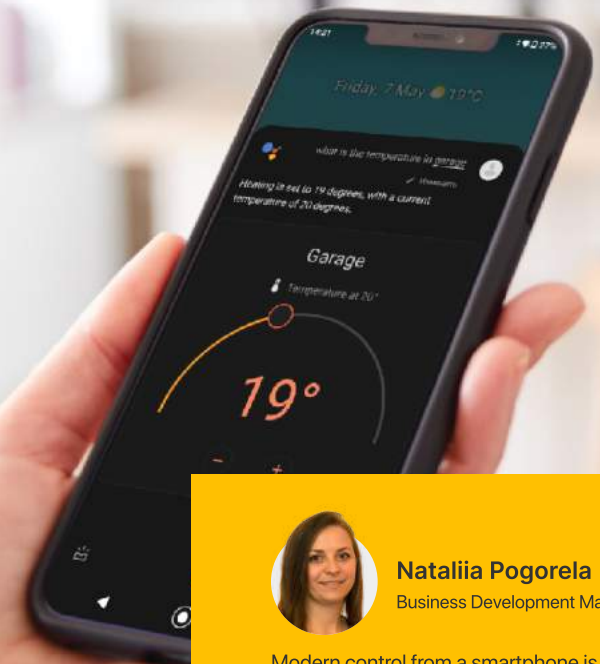 Friday, 7 May 19°C
what is the temperature in garage
Heating is set to 19 degrees, with a current
temperature of 20 degrees.
Garage
Temperature at 20°
19°
− +
Nataliia Pogorela
Business Development Ma
Modern control from a smartphone is